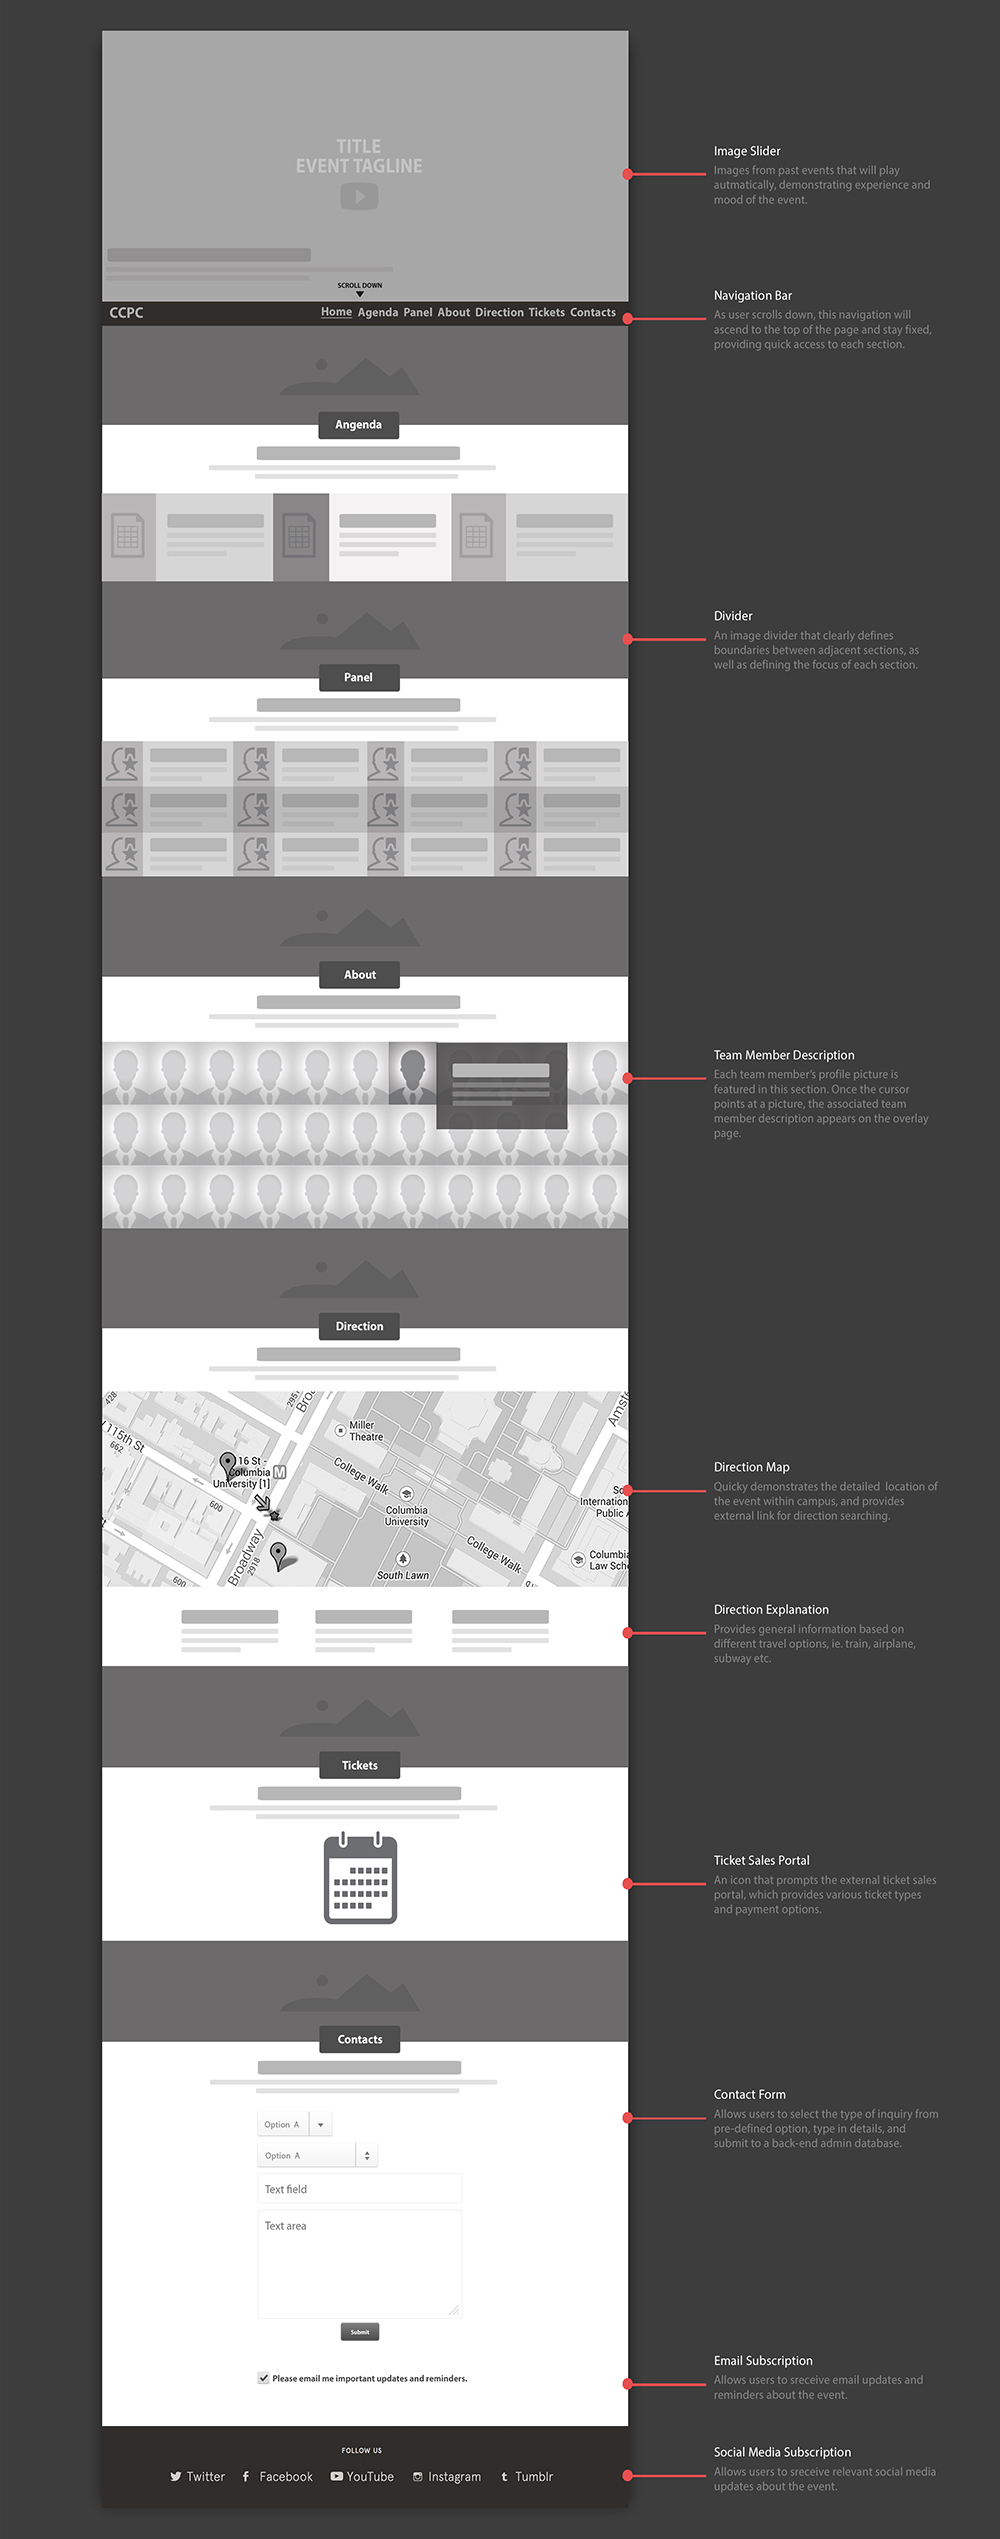 TITLE
EVENT TAGLINE
SCROLL DOWN
CCPC
Home Agenda Panel About Direction Tickets Contacts
Angenda
Panel
About
Direction
428
115th St
662
2957
Broadway
Miller
Theatre
116 St -
Columbia
University [1]
M
College Walk
Columbia
University
600
Broadway
2918
College Walk
South Lawn
600
Internation
Public
Columbia
Law Sch
Tickets
Contacts
Option A
Option A
Text field
Text area
Submit
Please email me important updates and reminders.
FOLLOW US
Twitter Facebook YouTube Instagram Tumblr
Image Slider
Images from past events that will play
autmatically, demonstrating experience and
mood of the event.
Navigation Bar
As user scrolls down, this navigation will
ascend to the top of the page and stay fixed,
providing quick access to each section.
Divider
An image divider that clearly defines
boundaries between adjacent sections, as
well as defining the focus of each section.
Team Member Description
Each team member's profile picture is
featured in this section. Once the cursor
points at a picture, the associated team
member description appears on the overlay
page.
Direction Map
Quicky demonstrates the detailed location of
the event within campus, and provides
external link for direction searching.
Direction Explanation
Provides general information based on
different travel options, ie. train, airplane,
subway etc.
Ticket Sales Portal
An icon that prompts the external ticket sales
portal, which provides various ticket types
and payment options.
Contact Form
Allows users to select the type of inquiry from
pre-defined option, type in details, and
submit to a back-end admin database.
Email Subscription
Allows users to sreceive email updates and
reminders about the event.
Social Media Subscription
Allows users to sreceive relevant social media
updates about the event.